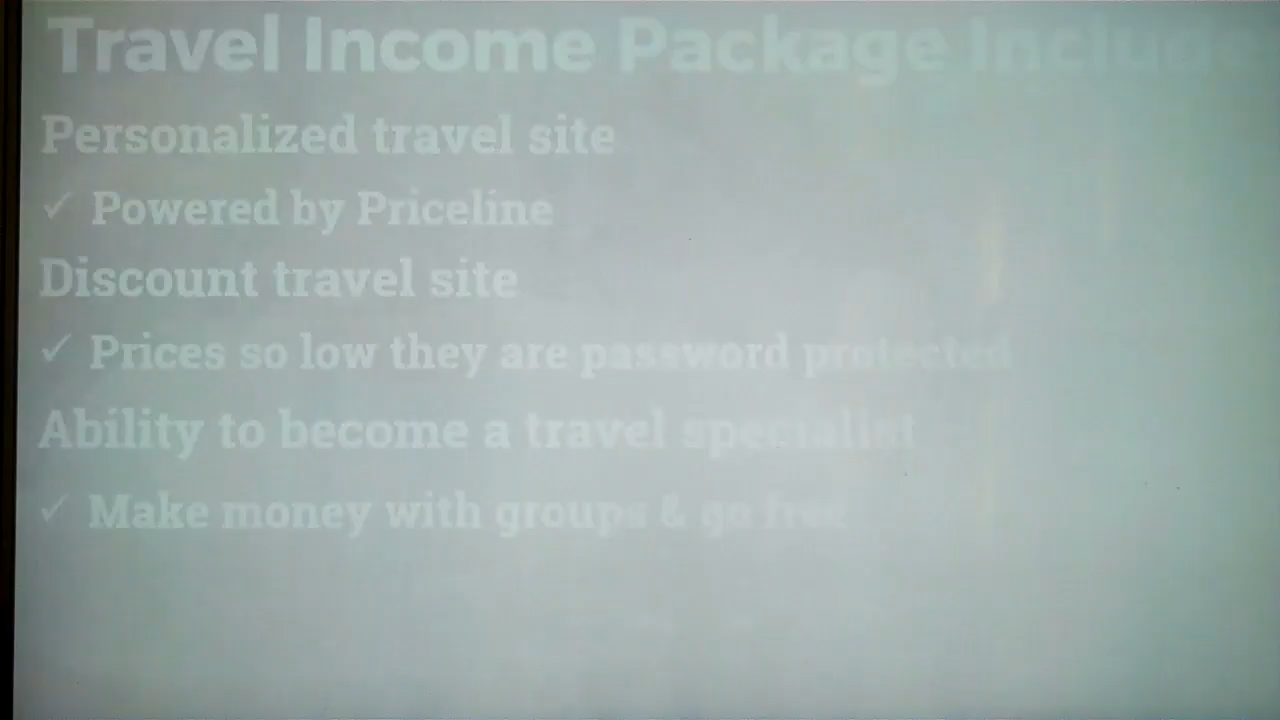 Travel Income Package Include
Personalized travel site
✓ Powered by Priceline
Discount travel site
✓ Prices so low they are password protected
Ability to become a travel specialist
✓ Make money with groups & go free